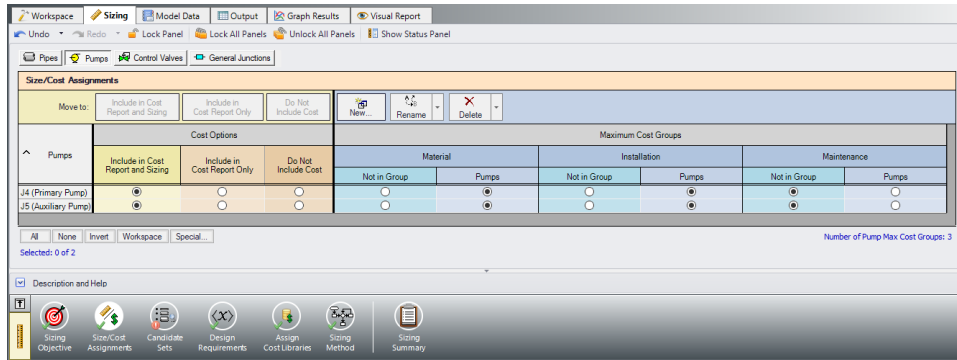 Workspace Sizing Model Data Output Graph Results Visual Report
Undo Redo Lock Panel Lock All Panels Unlock All Panels Show Status Panel
Pipes Pumps Control Valves General Junctions
Size/Cost Assignments
Move to: Include in Cost Report and Sizing Include in Cost Report Only Do Not Include Cost New... Rename Delete
Pumps Cost Options Maximum Cost Groups
Include in Cost Report and Sizing Include in Cost Report Only Do Not Include Cost Material Installation Maintenance
Not in Group Pumps Not in Group Pumps Not in Group Pumps
J4 (Primary Pump)
J5 (Auxiliary Pump)
All None Invert Workspace Special... Number of Pump Max Cost Groups: 3
Selected: 0 of 2
Description and Help
Sizing Objective Size/Cost Assignments Candidate Sets Design Requirements Assign Cost Libraries Sizing Method Sizing Summary